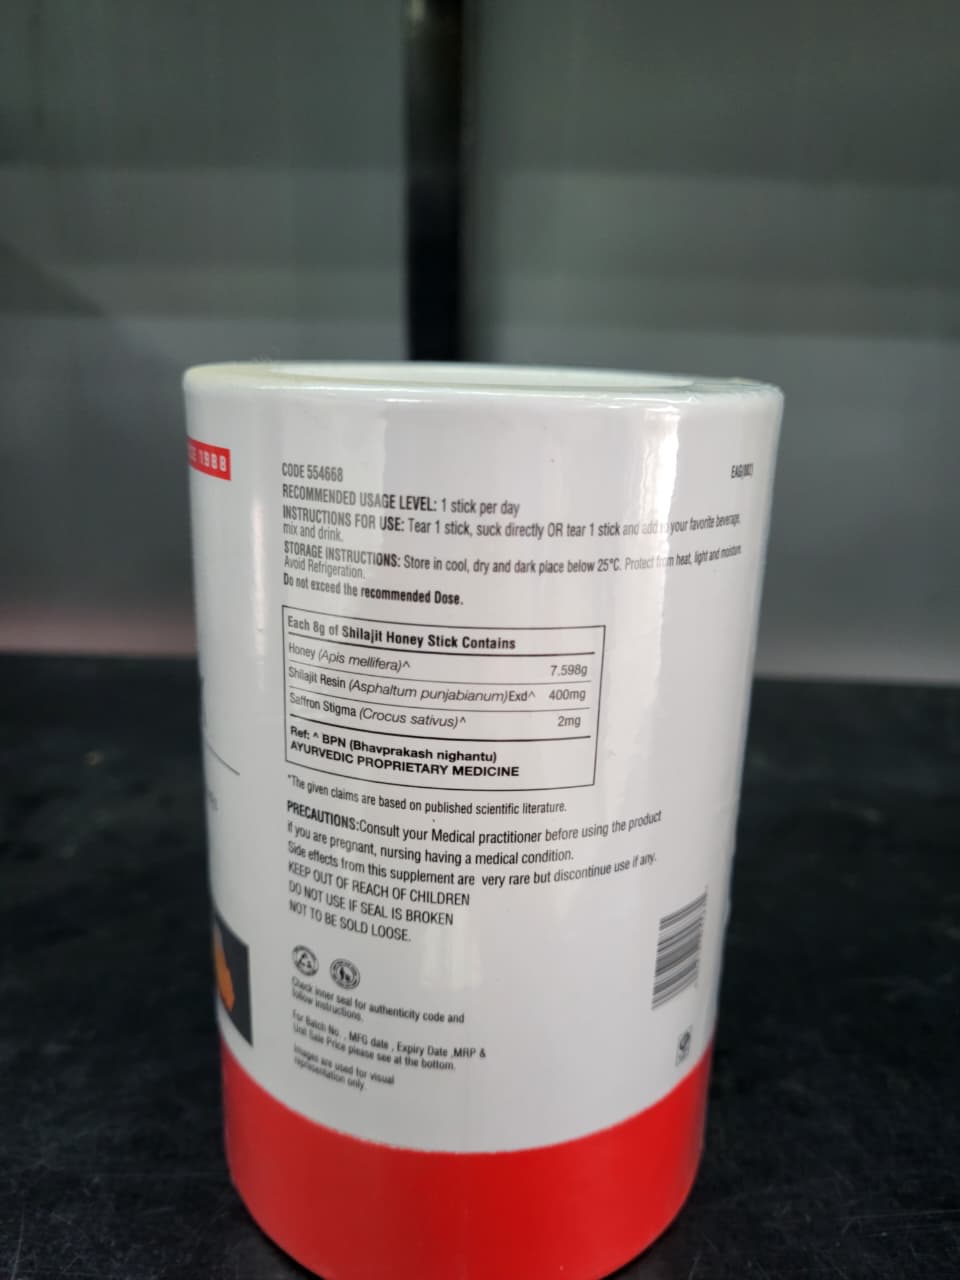 1988
CODE 554668
EAG(002)
RECOMMENDED USAGE LEVEL: 1 stick per day
INSTRUCTIONS FOR USE: Tear 1 stick, suck directly OR tear 1 stick and add to your favorite beverage,
mix and drink.
STORAGE INSTRUCTIONS: Store in cool, dry and dark place below 25°C. Protect from heat, light and moisture.
Avoid Refrigeration.
Do not exceed the recommended Dose.
Each 8g of Shilajit Honey Stick Contains
Honey (Apis mellifera)^ 7.598g
Shilajit Resin (Asphaltum punjabianum)Exd^ 400mg
Saffron Stigma (Crocus sativus)^ 2mg
Ref: ^ BPN (Bhavprakash nighantu)
AYURVEDIC PROPRIETARY MEDICINE
*The given claims are based on published scientific literature.
PRECAUTIONS:Consult your Medical practitioner before using the product
if you are pregnant, nursing having a medical condition.
Side effects from this supplement are very rare but discontinue use if any.
KEEP OUT OF REACH OF CHILDREN
DO NOT USE IF SEAL IS BROKEN
NOT TO BE SOLD LOOSE.
Check inner seal for authenticity code and
follow instructions.
For Batch No. , MFG date , Expiry Date ,MRP &
Unit Sale Price please see at the bottom.
Images are used for visual
representation only.